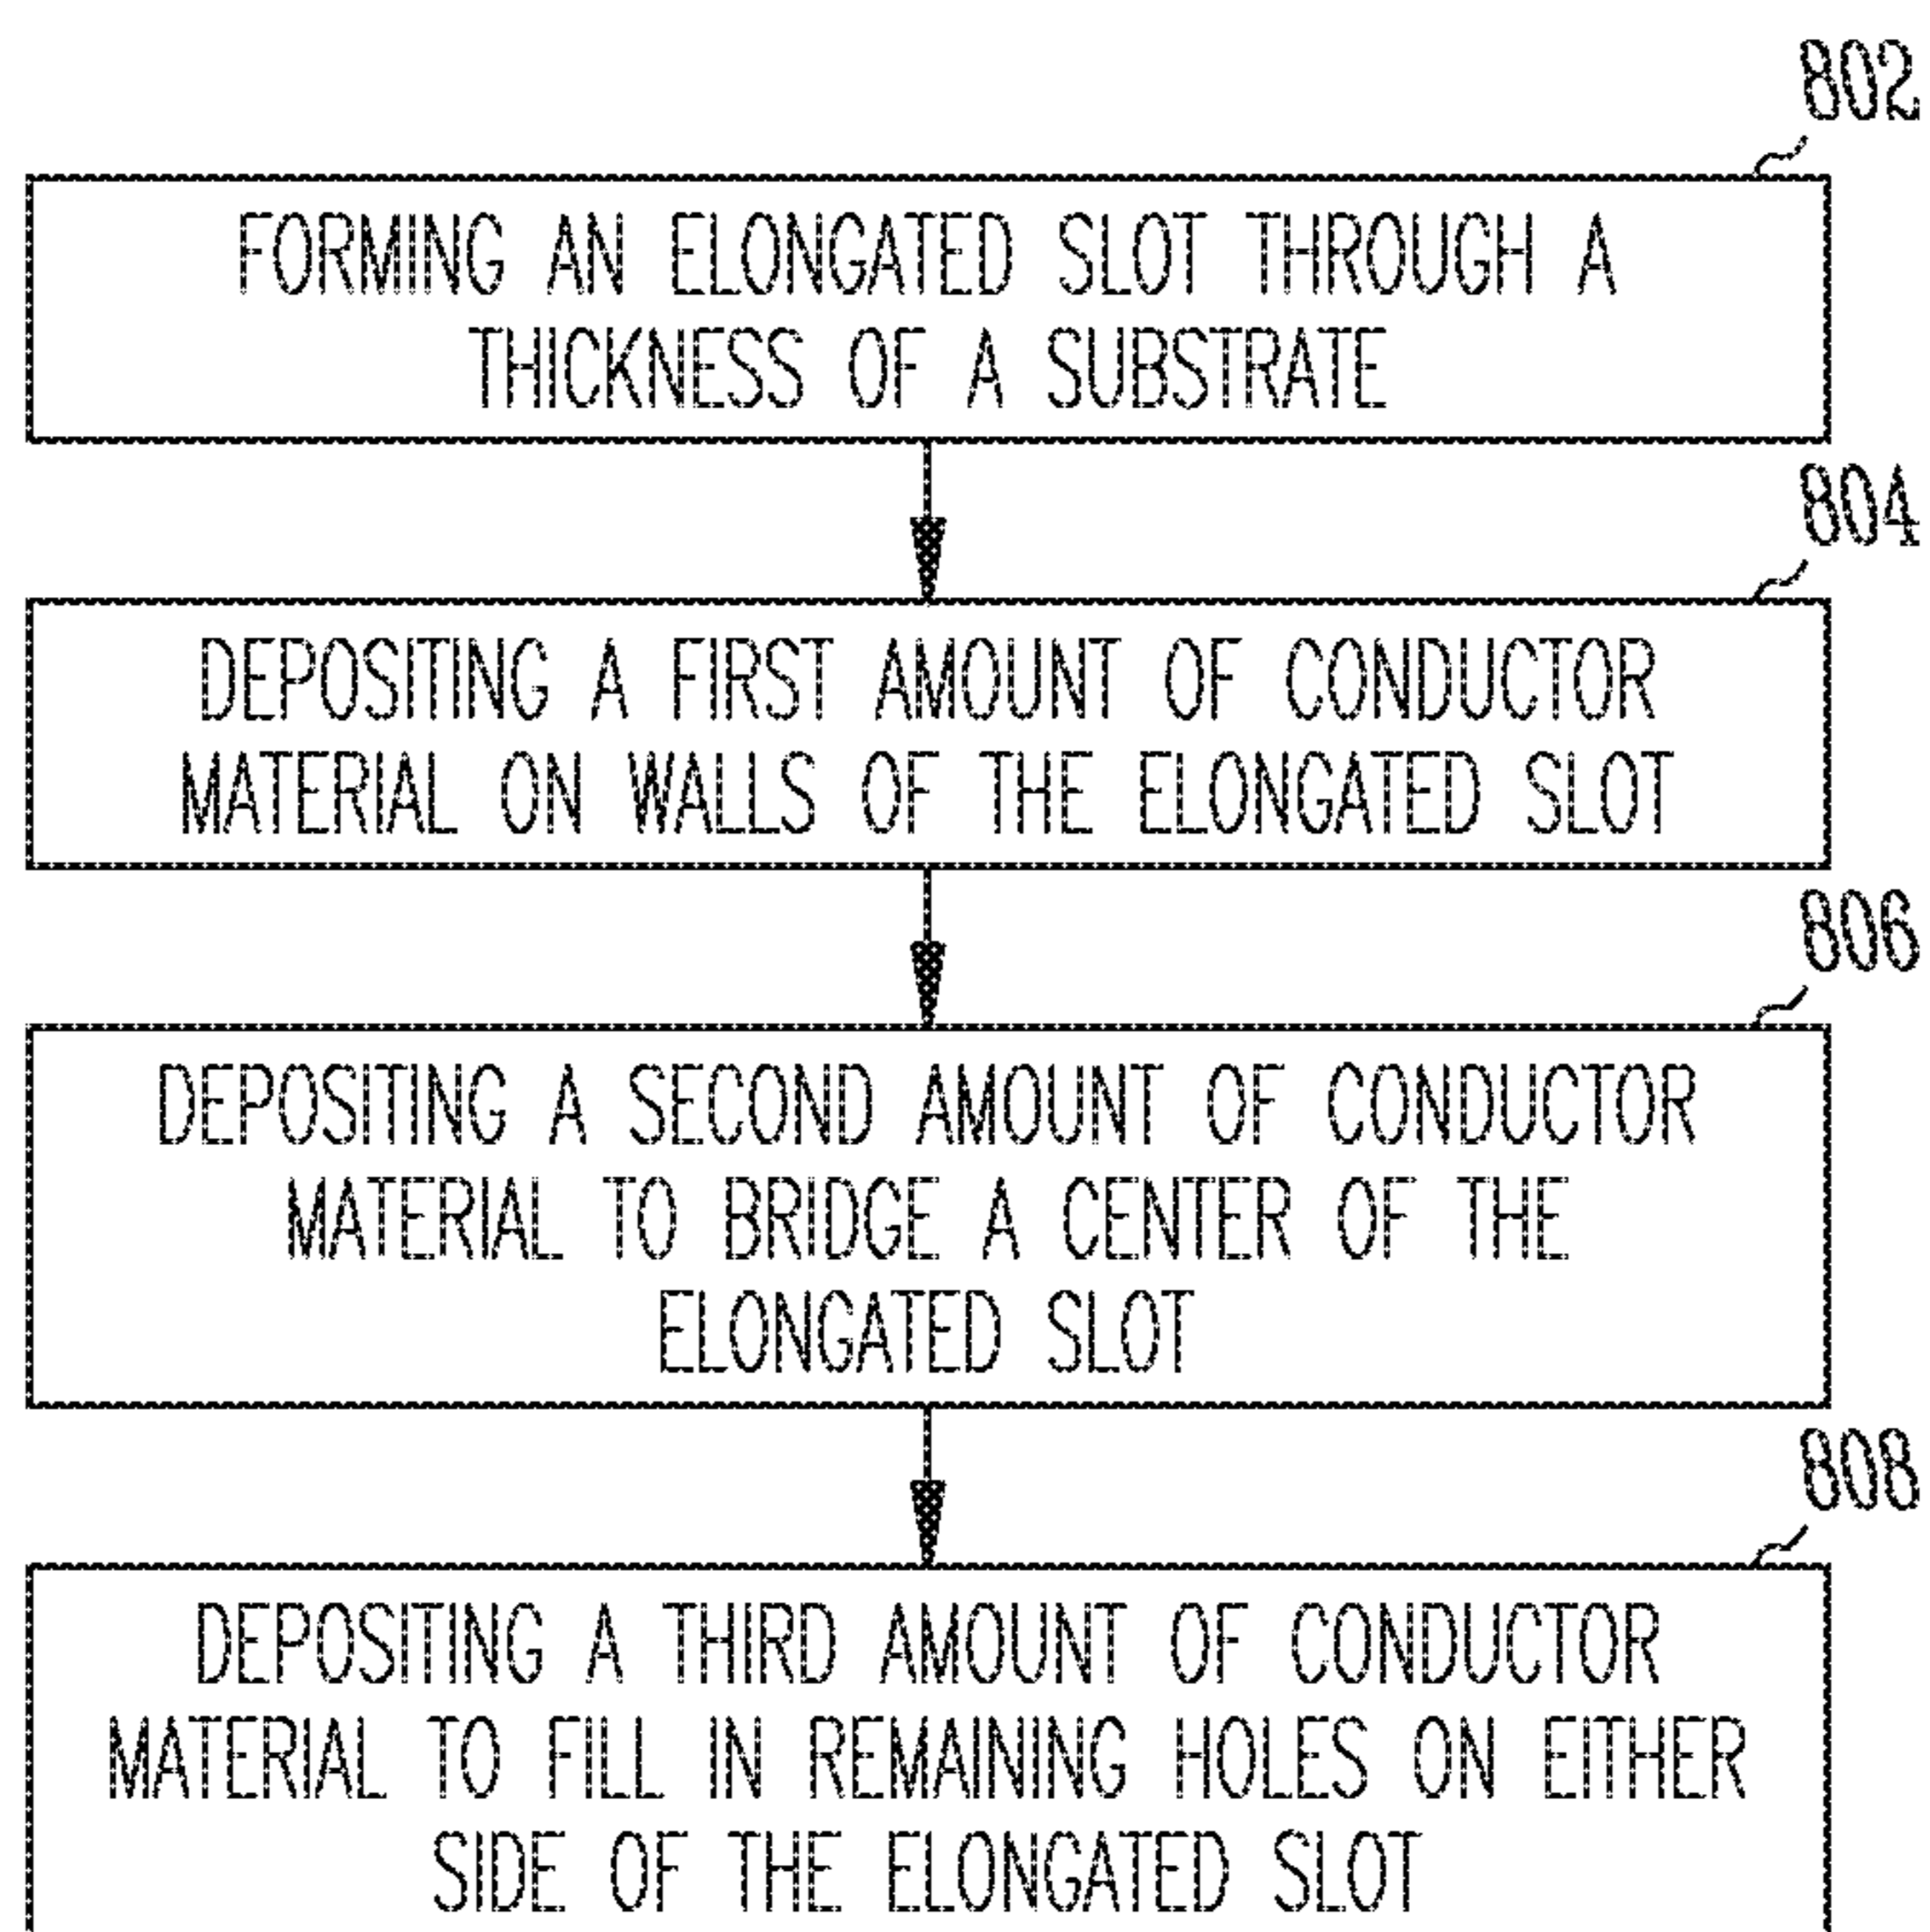 802
FORMING AN ELONGATED SLOT THROUGH A
THICKNESS OF A SUBSTRATE
804
DEPOSITING A FIRST AMOUNT OF CONDUCTOR
MATERIAL ON WALLS OF THE ELONGATED SLOT
806
DEPOSITING A SECOND AMOUNT OF CONDUCTOR
MATERIAL TO BRIDGE A CENTER OF THE
ELONGATED SLOT
808
DEPOSITING A THIRD AMOUNT OF CONDUCTOR
MATERIAL TO FILL IN REMAINING HOLES ON EITHER
SIDE OF THE ELONGATED SLOT